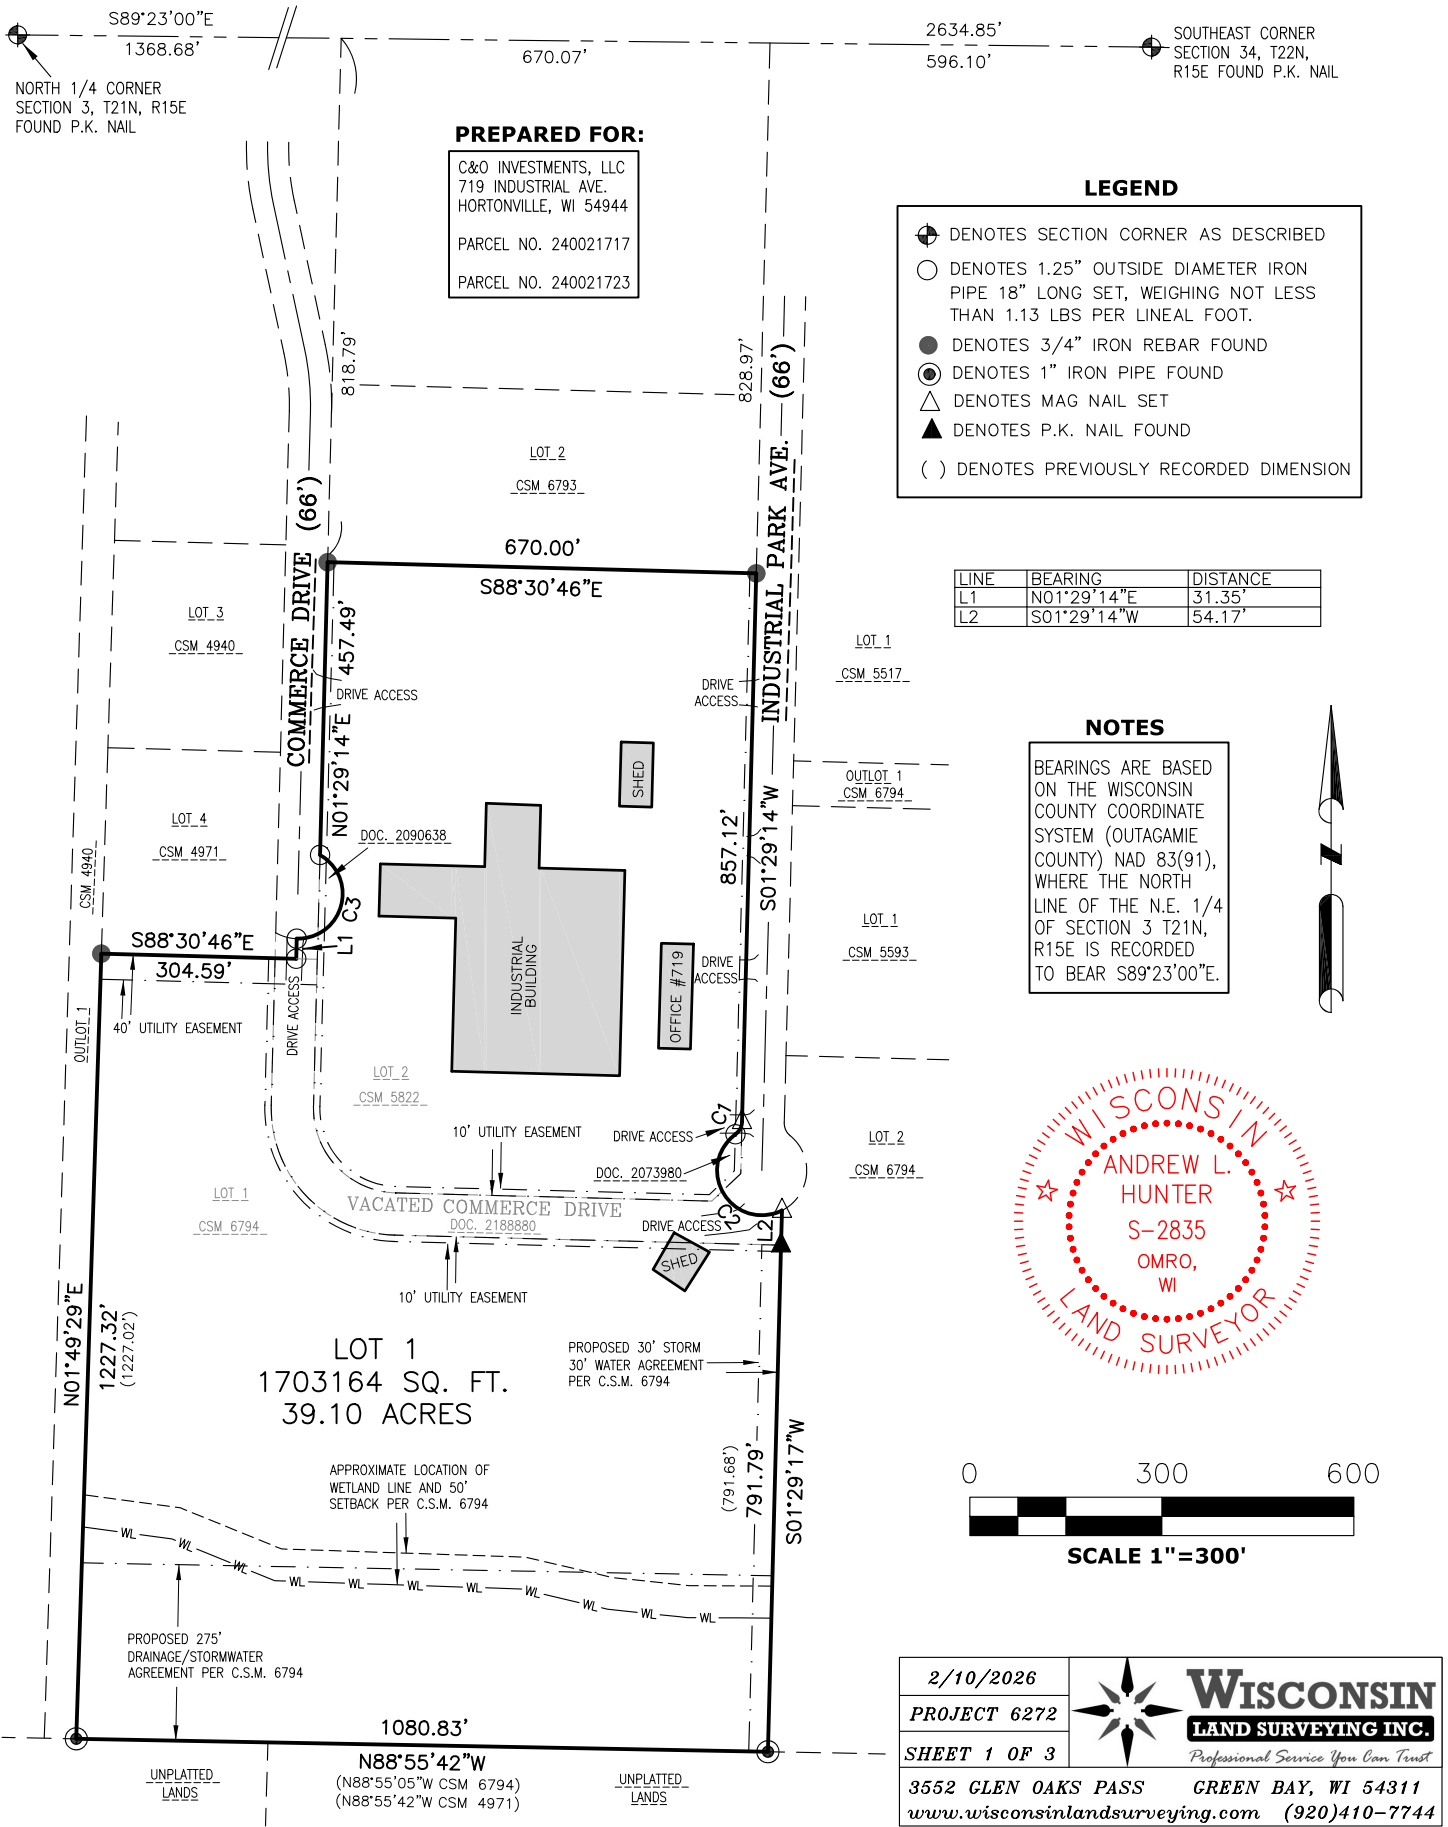 S89°23'00"E
1368.68'
670.07'
2634.85'
596.10'
SOUTHEAST CORNER
SECTION 34, T22N,
R15E FOUND P.K. NAIL
NORTH 1/4 CORNER
SECTION 3, T21N, R15E
FOUND P.K. NAIL
PREPARED FOR:
C&O INVESTMENTS, LLC
719 INDUSTRIAL AVE.
HORTONVILLE, WI 54944
PARCEL NO. 240021717
PARCEL NO. 240021723
LEGEND
DENOTES SECTION CORNER AS DESCRIBED
DENOTES 1.25" OUTSIDE DIAMETER IRON
PIPE 18" LONG SET, WEIGHING NOT LESS
THAN 1.13 LBS PER LINEAL FOOT.
DENOTES 3/4" IRON REBAR FOUND
DENOTES 1" IRON PIPE FOUND
DENOTES MAG NAIL SET
DENOTES P.K. NAIL FOUND
( ) DENOTES PREVIOUSLY RECORDED DIMENSION
818.79'
828.97'
(66')
INDUSTRIAL PARK AVE.
(66')
COMMERCE DRIVE
LOT 2
CSM 6793
670.00'
S88°30'46"E
LINE BEARING DISTANCE
L1 N01°29'14"E 31.35'
L2 S01°29'14"W 54.17'
LOT 3
CSM 4940
457.49'
N01°29'14"E
DRIVE ACCESS
DRIVE
ACCESS
LOT 1
CSM 5517
NOTES
BEARINGS ARE BASED
ON THE WISCONSIN
COUNTY COORDINATE
SYSTEM (OUTAGAMIE
COUNTY) NAD 83(91),
WHERE THE NORTH
LINE OF THE N.E. 1/4
OF SECTION 3 T21N,
R15E IS RECORDED
TO BEAR S89°23'00"E.
N
SHED
OUTLOT 1
CSM 6794
LOT 4
CSM 4971
CSM 4940
DOC. 2090638
857.12'
S01°29'14"W
C3
L1
S88°30'46"E
304.59'
INDUSTRIAL
BUILDING
OFFICE #719
DRIVE
ACCESS
LOT 1
CSM 5593
OUTLOT 1
40' UTILITY EASEMENT
DRIVE ACCESS
LOT 2
CSM 5822
10' UTILITY EASEMENT
C1
DRIVE ACCESS
DOC. 2073980
LOT 2
CSM 6794
LOT 1
CSM 6794
VACATED COMMERCE DRIVE
DOC. 2188880
C2
DRIVE ACCESS
L2
SHED
10' UTILITY EASEMENT
WISCONSIN
ANDREW L.
HUNTER
S-2835
OMRO,
WI
LAND SURVEYOR
N01°49'29"E
1227.32'
(1227.02')
LOT 1
1703164 SQ. FT.
39.10 ACRES
PROPOSED 30' STORM
30' WATER AGREEMENT
PER C.S.M. 6794
(791.68')
791.79'
S01°29'17"W
APPROXIMATE LOCATION OF
WETLAND LINE AND 50'
SETBACK PER C.S.M. 6794
WL WL WL WL WL WL WL WL WL WL WL WL
0 300 600
SCALE 1"=300'
PROPOSED 275'
DRAINAGE/STORMWATER
AGREEMENT PER C.S.M. 6794
1080.83'
N88°55'42"W
(N88°55'05"W CSM 6794)
(N88°55'42"W CSM 4971)
UNPLATTED
LANDS
UNPLATTED
LANDS
2/10/2026
PROJECT 6272
SHEET 1 OF 3
WISCONSIN
LAND SURVEYING INC.
Professional Service You Can Trust
3552 GLEN OAKS PASS GREEN BAY, WI 54311
www.wisconsinlandsurveying.com (920)410-7744